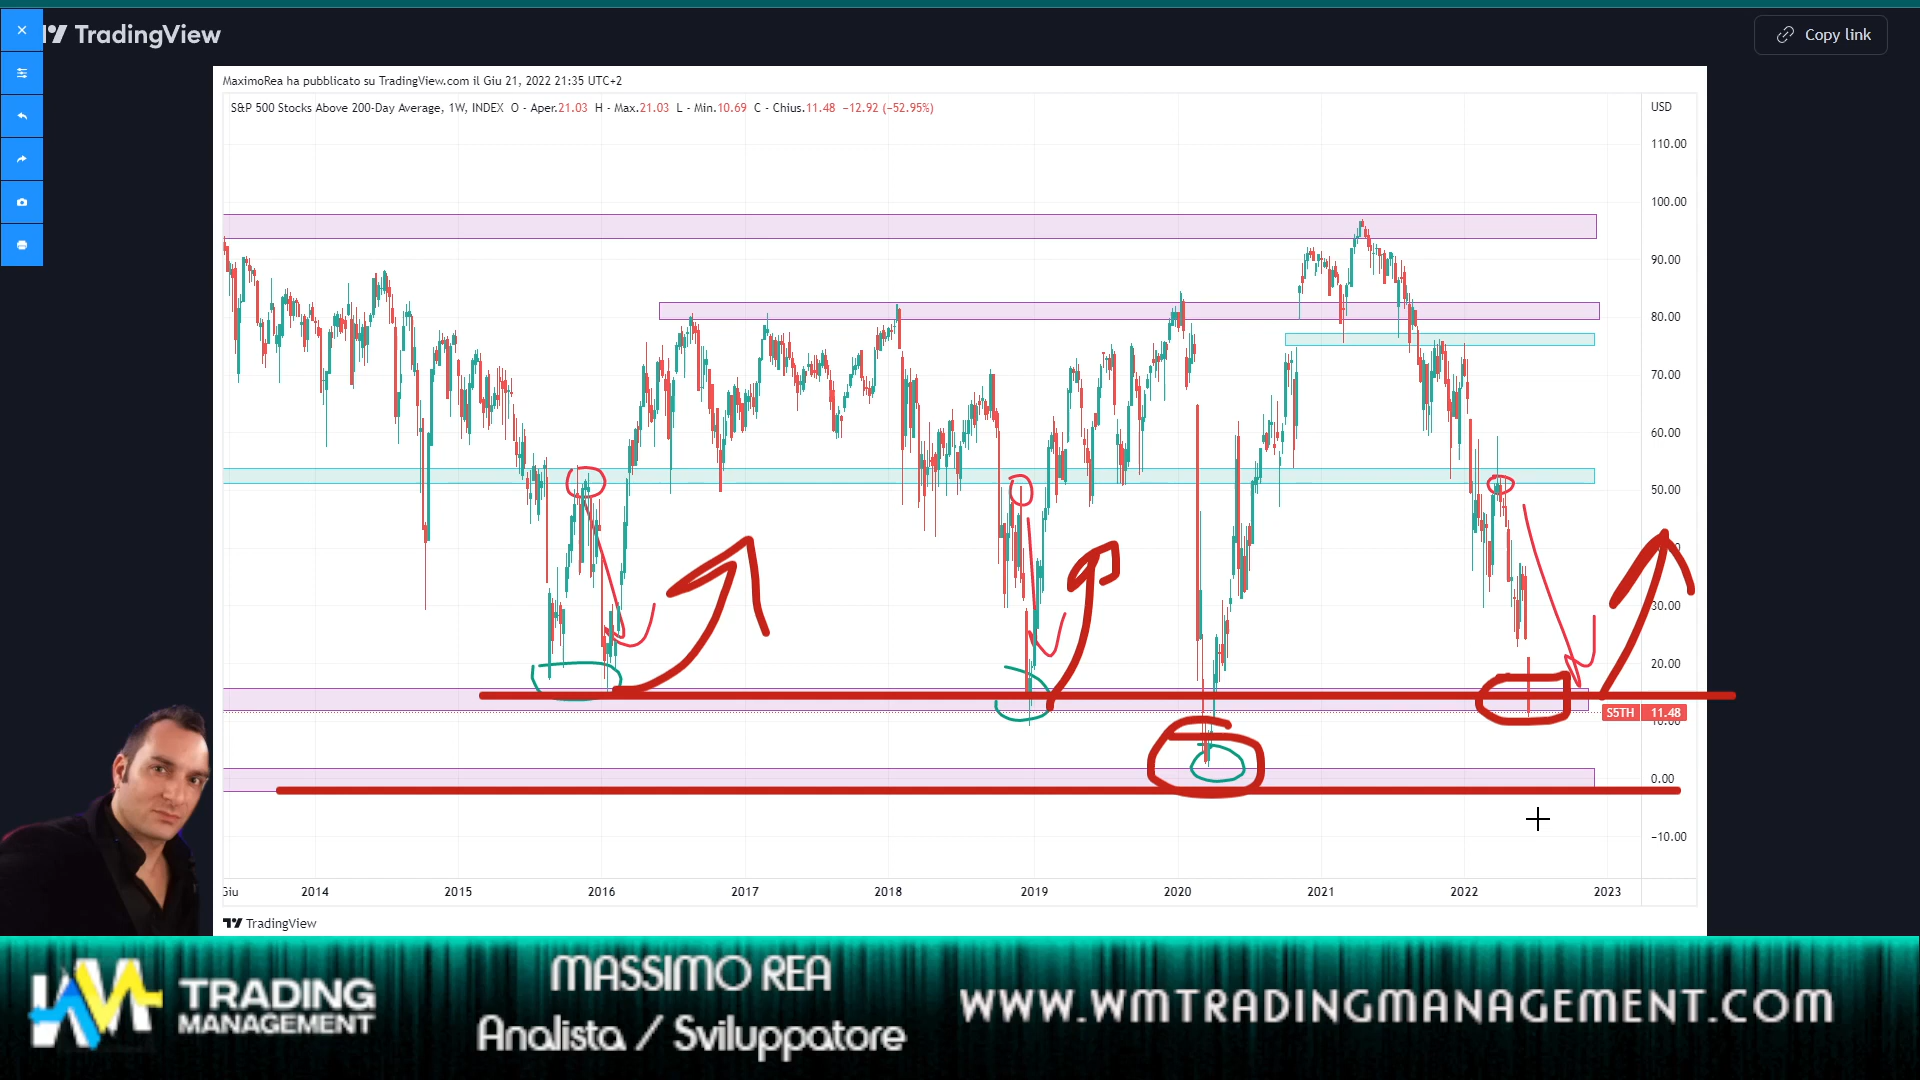 TradingView
Copy link
MaximoRea ha pubblicato su TradingView.com il Giu 21, 2022 21:35 UTC+2
S&P 500 Stocks Above 200-Day Average, 1W, INDEX O - Aper.21.03 H - Max.21.03 L - Min.10.69 C - Chius.11.48 −12.92 (−52.95%)
USD
110.00
100.00
90.00
80.00
70.00
60.00
50.00
30.00
20.00
S5TH 11.48
10.00
0.00
−10.00
Giu 2014 2015 2016 2017 2018 2019 2020 2021 2022 2023
TradingView
TRADING
MANAGEMENT
MASSIMO REA
Analista / Sviluppatore
WWW.WMTRADINGMANAGEMENT.COM